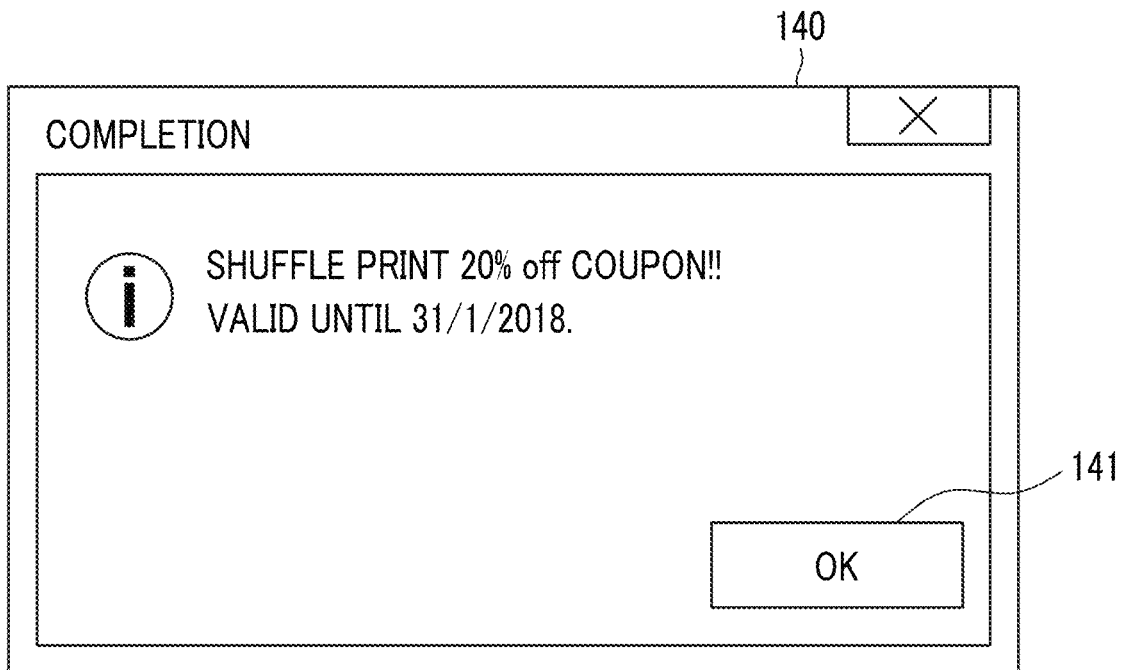 140
COMPLETION
SHUFFLE PRINT 20% off COUPON!!
VALID UNTIL 31/1/2018.
141
OK